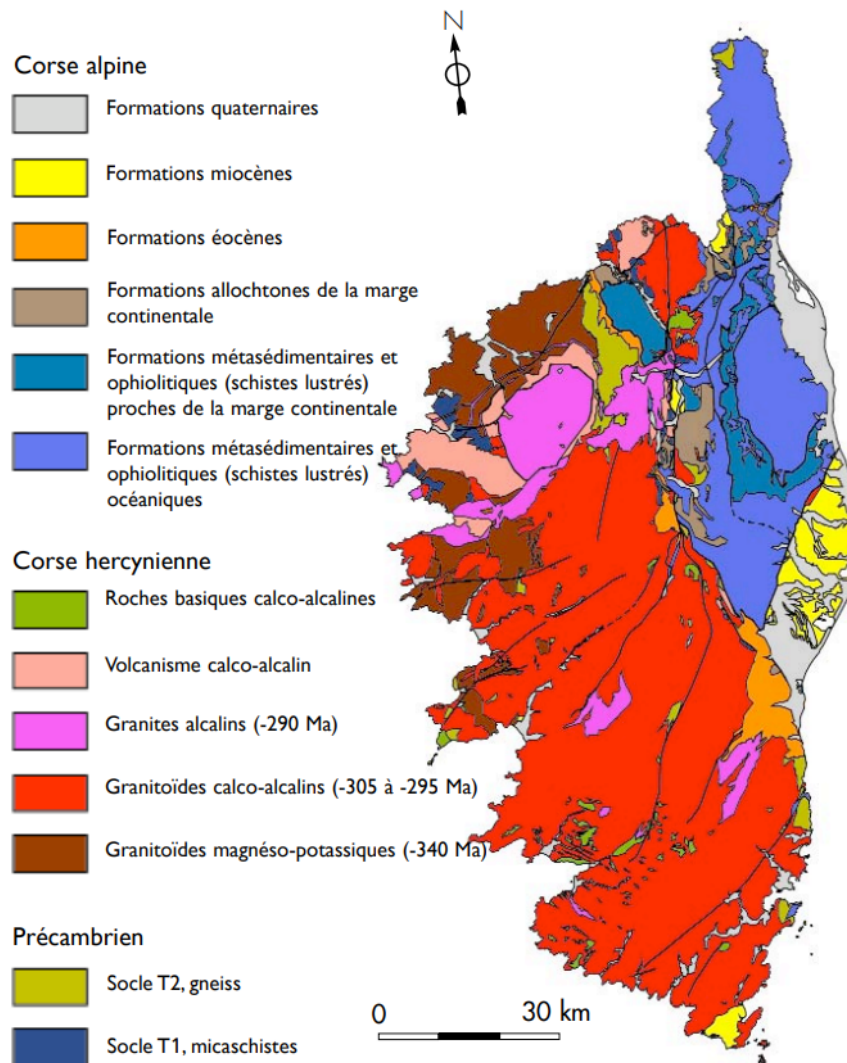 N
Corse alpine
Formations quaternaires
Formations miocènes
Formations éocènes
Formations allochtones de la marge
continentale
Formations métasédimentaires et
ophiolitiques (schistes lustrés)
proches de la marge continentale
Formations métasédimentaires et
ophiolitiques (schistes lustrés)
océaniques
Corse hercynienne
Roches basiques calco-alcalines
Volcanisme calco-alcalin
Granites alcalins (-290 Ma)
Granitoïdes calco-alcalins (-305 à -295 Ma)
Granitoïdes magnéso-potassiques (-340 Ma)
Précambrien
Socle T2, gneiss
Socle T1, micaschistes
0 30 km